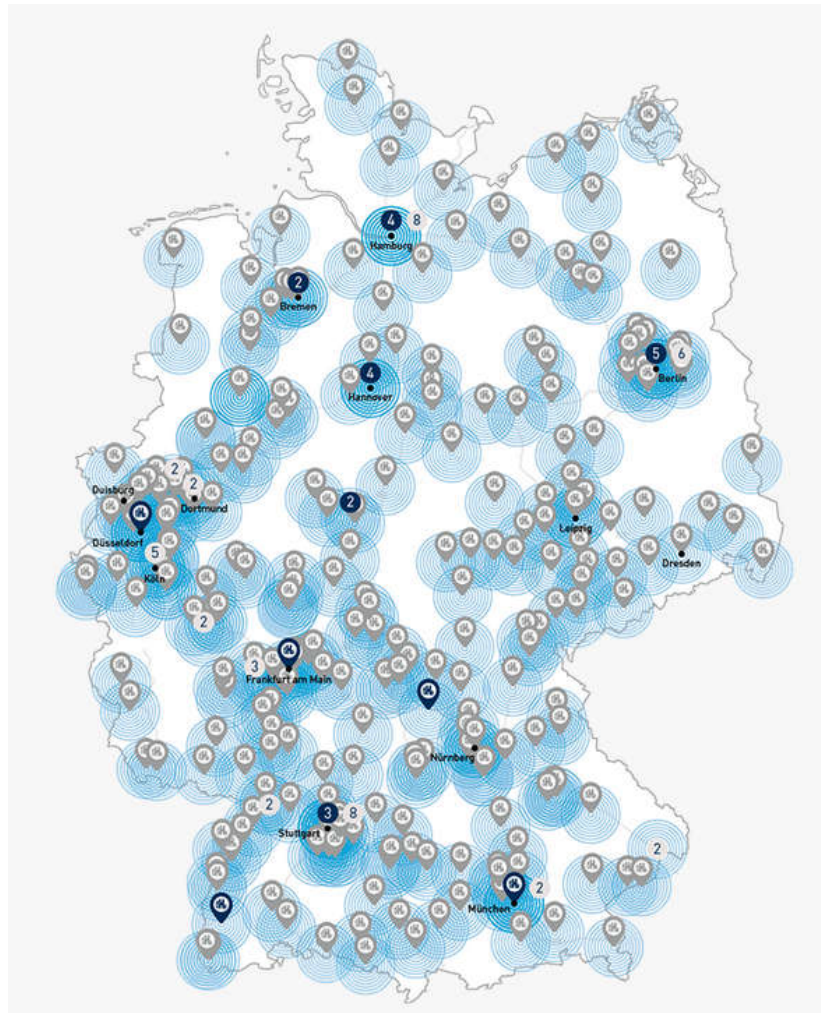 4 8
Hamburg
2
Bremen
5 6
Berlin
4
Hannover
2
2
Duisburg
Dortmund
2
Düsseldorf
Leipzig
5
Köln
Dresden
2
3
Frankfurt am Main
Nürnberg
2
3 8
Stuttgart
2
2
München